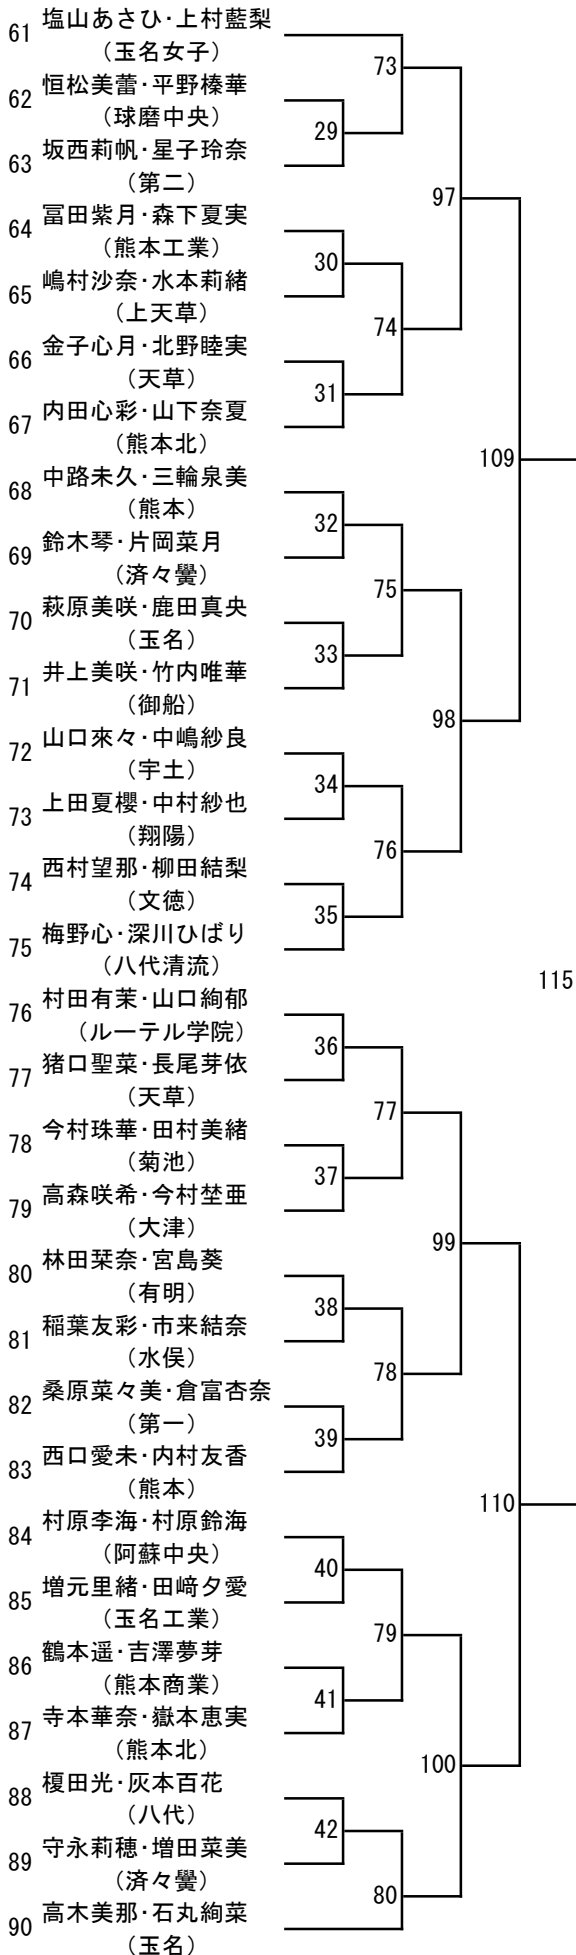 61 塩山あさひ・上村藍梨
（玉名女子）
73
62 恒松美蕾・平野榛華
（球磨中央）
29
63 坂西莉帆・星子玲奈
（第二）
97
64 冨田紫月・森下夏実
（熊本工業）
30
65 嶋村沙奈・水本莉緒
（上天草）
74
66 金子心月・北野睦実
（天草）
31
67 内田心彩・山下奈夏
（熊本北）
109
68 中路未久・三輪泉美
（熊本）
32
69 鈴木琴・片岡菜月
（済々黌）
75
70 萩原美咲・鹿田真央
（玉名）
33
71 井上美咲・竹内唯華
（御船）
98
72 山口來々・中嶋紗良
（宇土）
34
73 上田夏櫻・中村紗也
（翔陽）
76
74 西村望那・柳田結梨
（文徳）
35
75 梅野心・深川ひばり
（八代清流）
115
76 村田有茉・山口絢郁
（ルーテル学院）
36
77 猪口聖菜・長尾芽依
（天草）
77
78 今村珠華・田村美緒
（菊池）
37
79 高森咲希・今村埜亜
（大津）
99
80 林田栞奈・宮島葵
（有明）
38
81 稲葉友彩・市来結奈
（水俣）
78
82 桑原菜々美・倉富杏奈
（第一）
39
83 西口愛未・内村友香
（熊本）
110
84 村原李海・村原鈴海
（阿蘇中央）
40
85 増元里緒・田﨑夕愛
（玉名工業）
79
86 鶴本遥・吉澤夢芽
（熊本商業）
41
87 寺本華奈・嶽本恵実
（熊本北）
100
88 榎田光・灰本百花
（八代）
42
89 守永莉穂・増田菜美
（済々黌）
80
90 高木美那・石丸絢菜
（玉名）